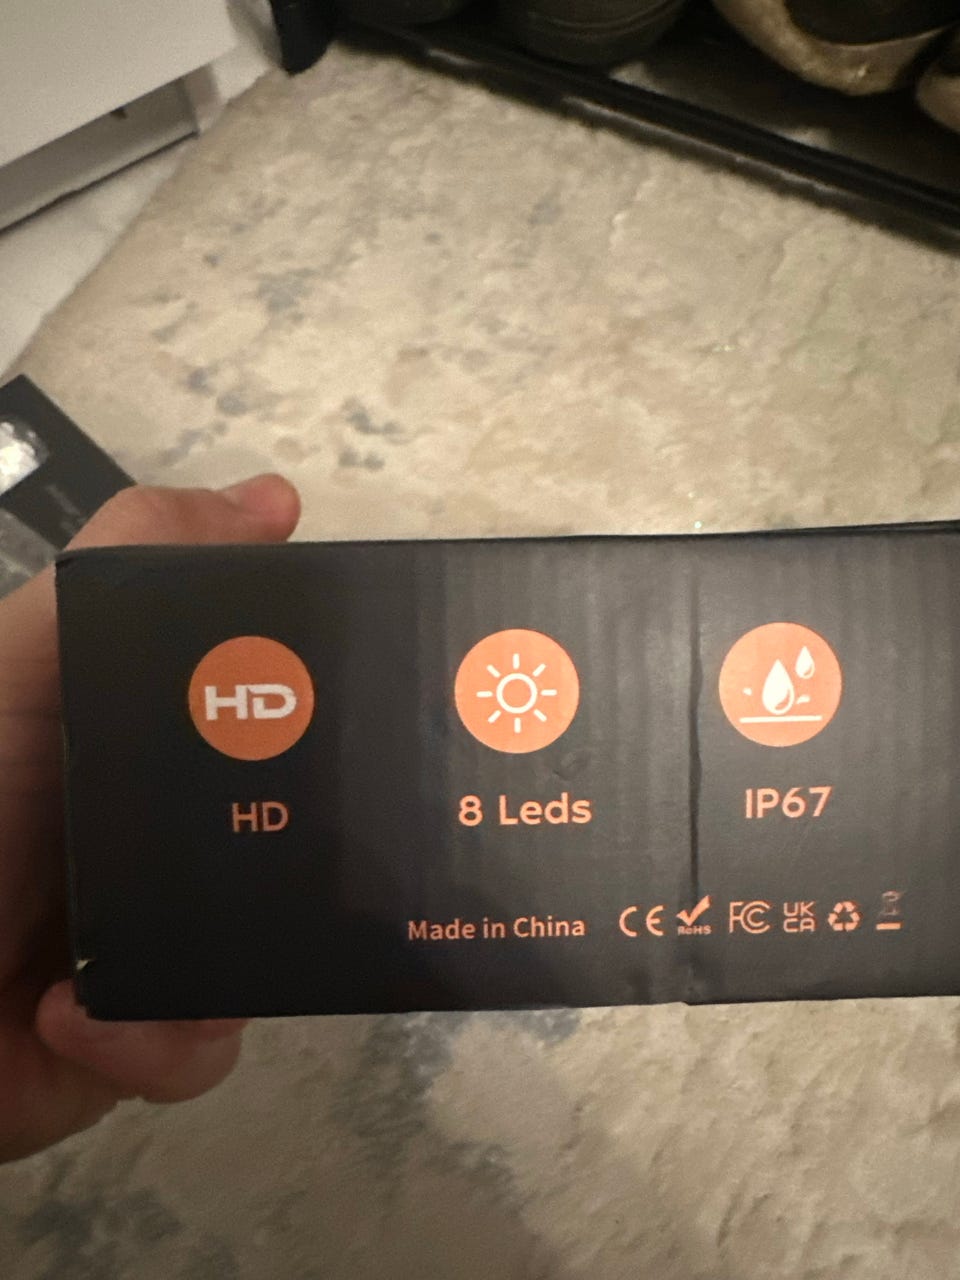 HD
HD
8 Leds
IP67
Made in China
CE
RoHS
FC
UK
CA